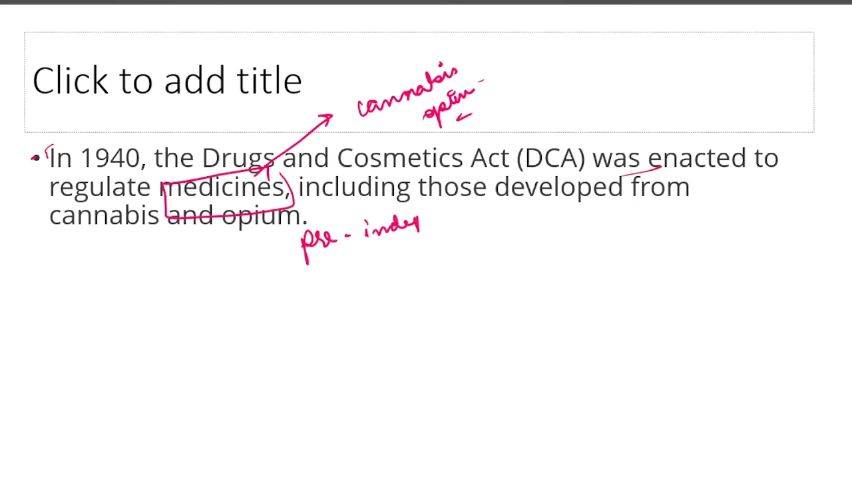 Click to add title
cannabis
opium
• In 1940, the Drugs and Cosmetics Act (DCA) was enacted to
regulate medicines, including those developed from
cannabis and opium.
pre - indep